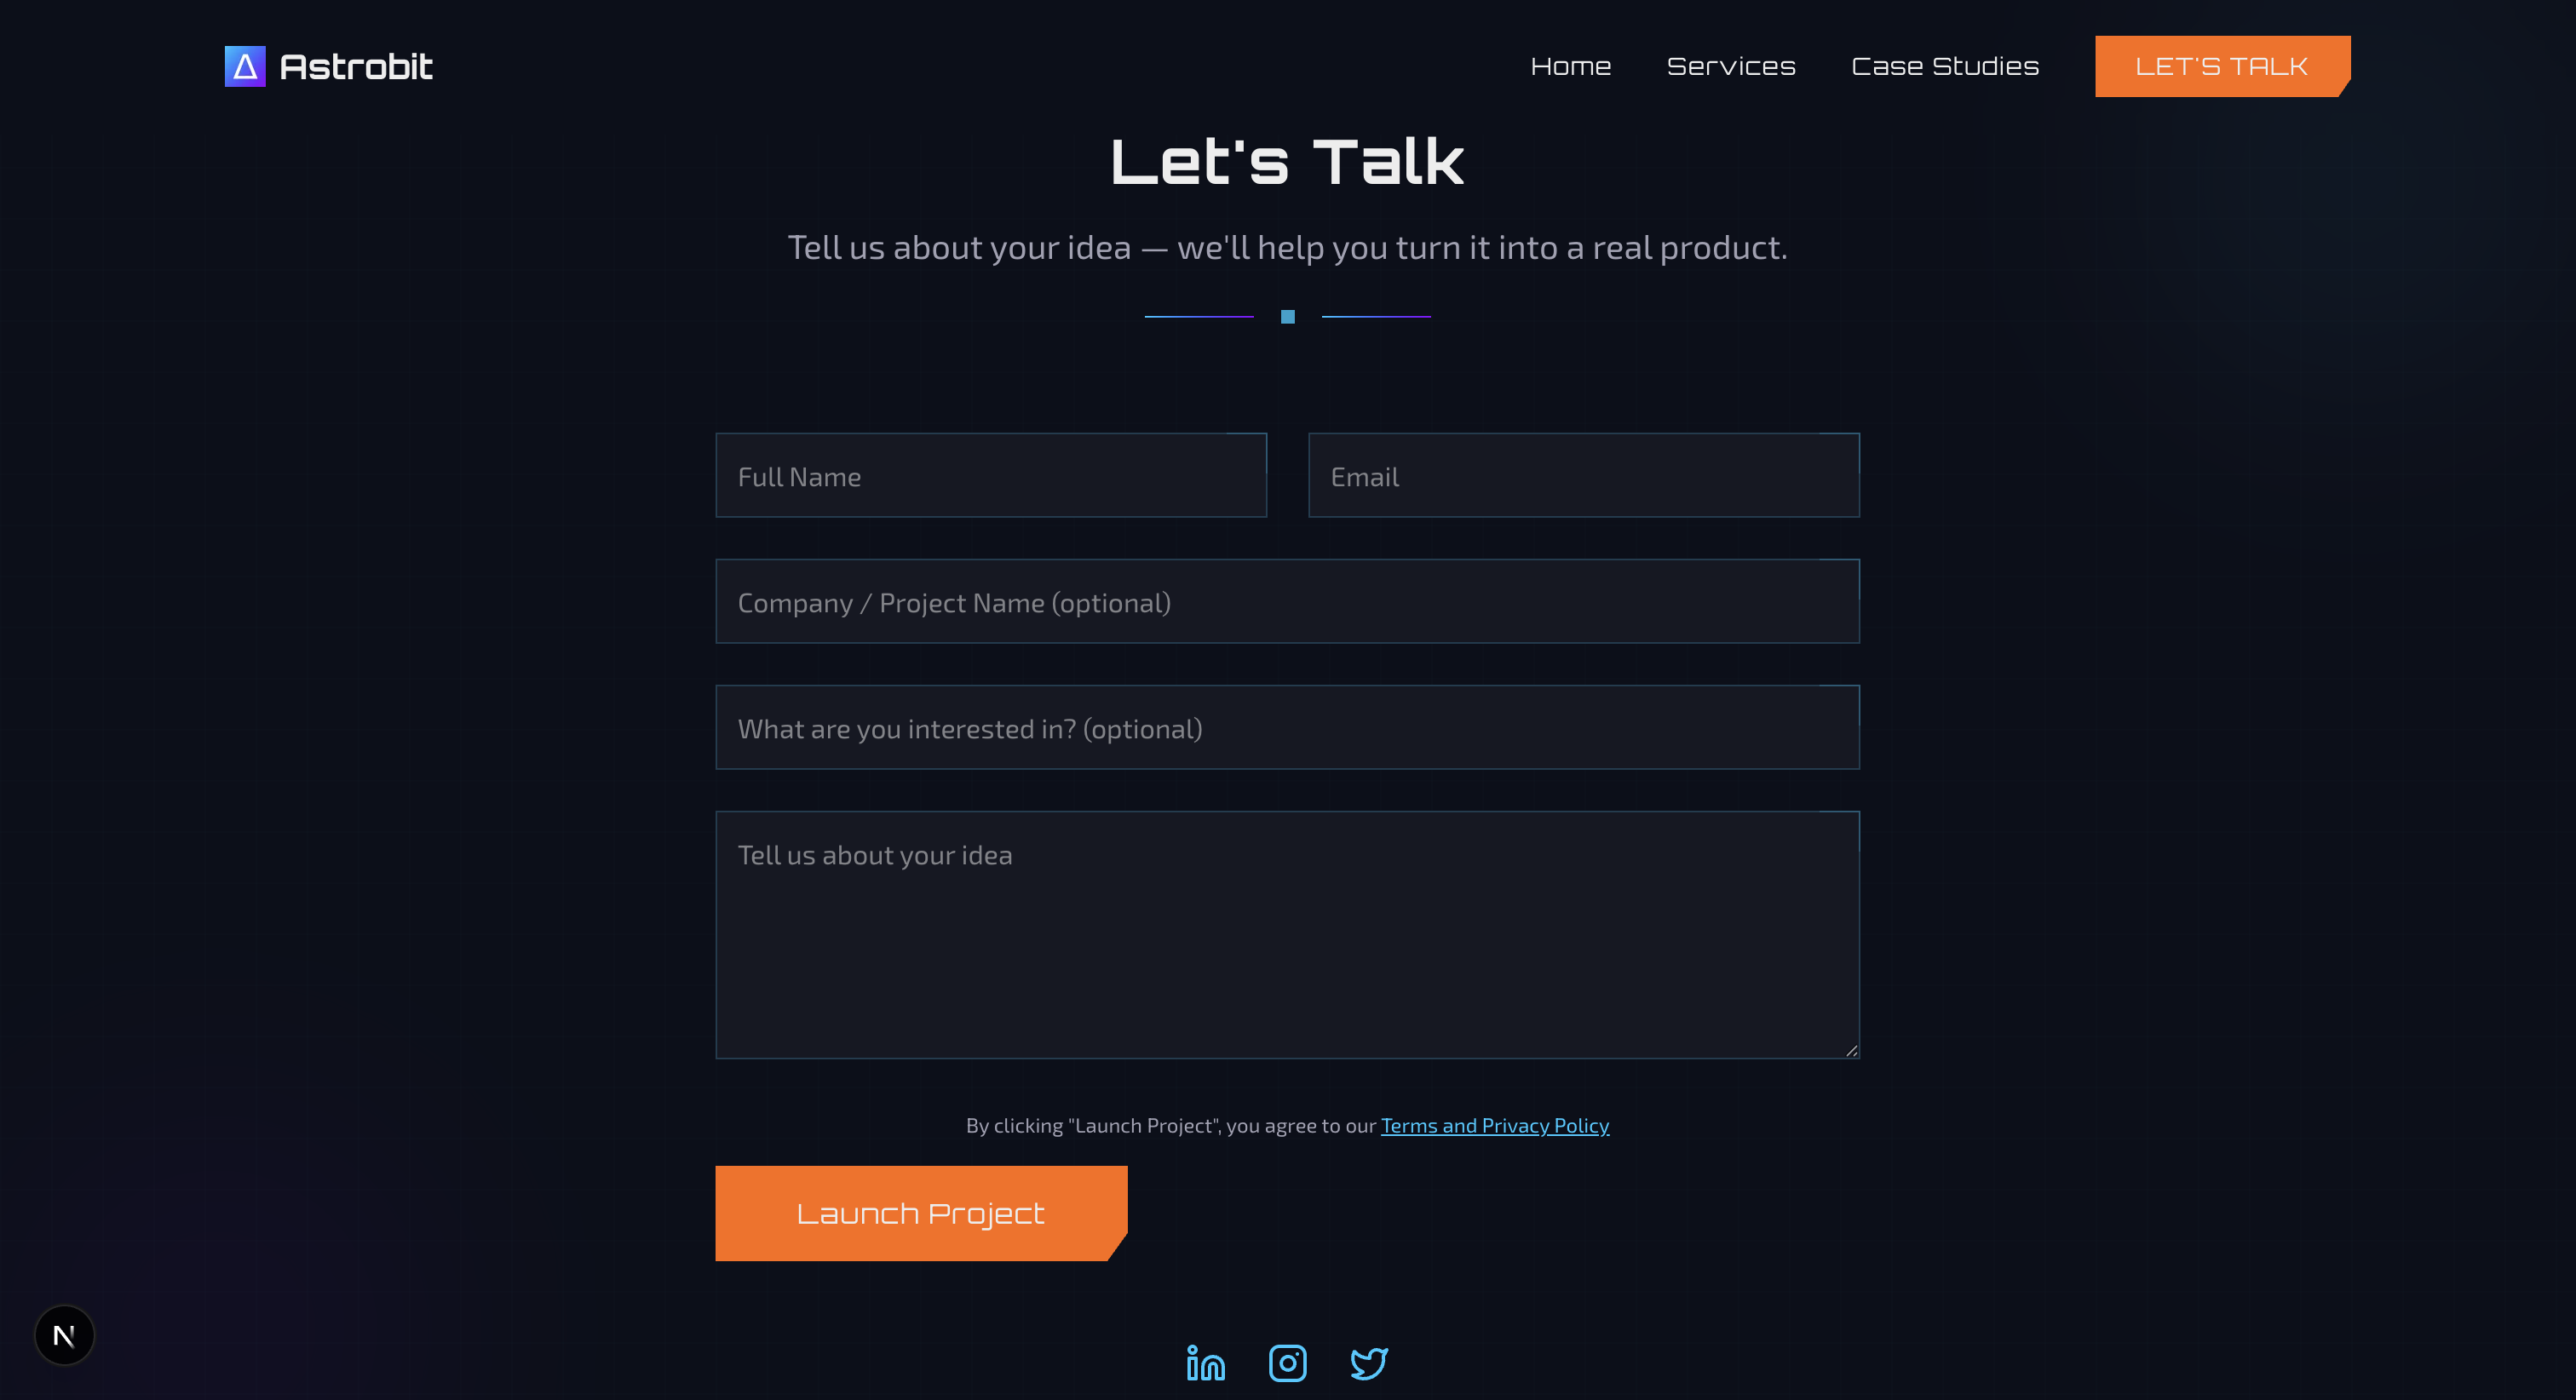 Δ Astrobit
Home Services Case Studies LET'S TALK
Let's Talk
Tell us about your idea — we'll help you turn it into a real product.
Full Name
Email
Company / Project Name (optional)
What are you interested in? (optional)
Tell us about your idea
By clicking "Launch Project", you agree to our Terms and Privacy Policy
Launch Project
N
in